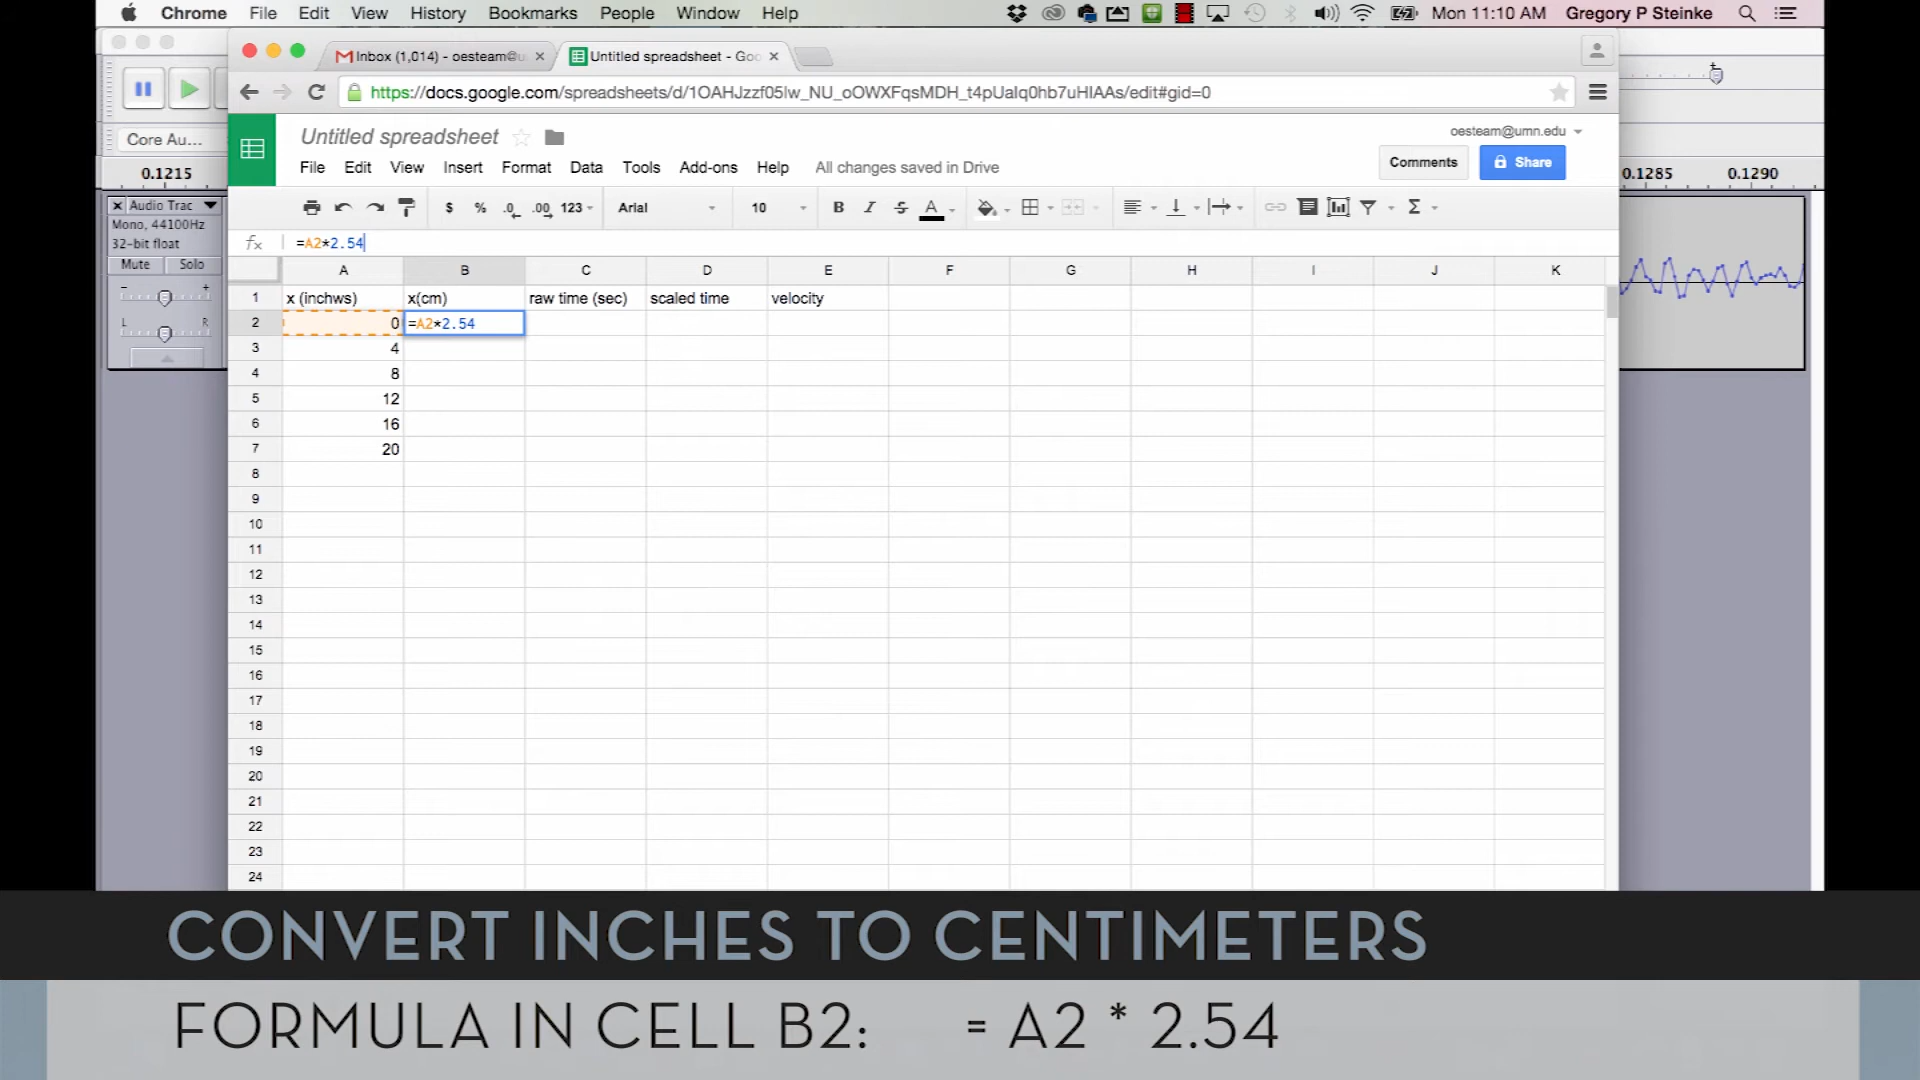 Chrome File Edit View History Bookmarks People Window Help Mon 11:10 AM Gregory P Steinke
Inbox (1,014) - oesteam@u Untitled spreadsheet - Goo
https://docs.google.com/spreadsheets/d/1OAHJzzf05lw_NU_oOWXFqsMDH_t4pUaIq0hb7uHIAAs/edit#gid=0
Untitled spreadsheet oesteam@umn.edu
Core Au...
File Edit View Insert Format Data Tools Add-ons Help All changes saved in Drive Comments Share
0.1215 0.1285 0.1290
$ % .0 .00 123 Arial 10 B I S A Σ
Audio Trac
Mono, 44100Hz
32-bit float
Mute Solo
- +
L R
fx =A2*2.54
A B C D E F G H I J K
1 x (inchws) x(cm) raw time (sec) scaled time velocity
2 0 =A2*2.54
3 4
4 8
5 12
6 16
7 20
8
9
10
11
12
13
14
15
16
17
18
19
20
21
22
23
24
CONVERT INCHES TO CENTIMETERS
FORMULA IN CELL B2: = A2 * 2.54